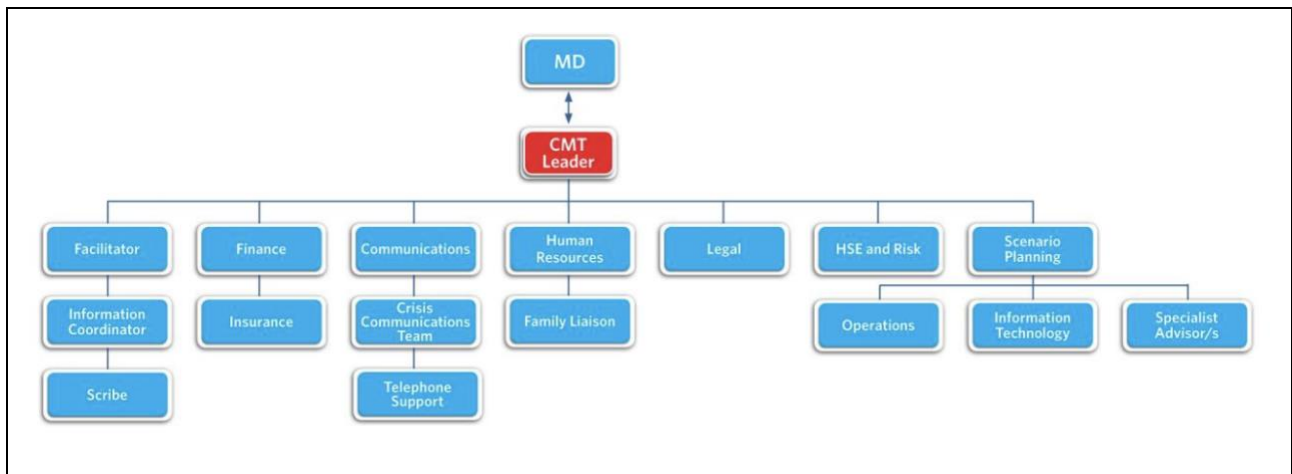 MD
CMT
Leader
Facilitator
Finance
Communications
Human
Resources
Legal
HSE and Risk
Scenario
Planning
Information
Coordinator
Insurance
Crisis
Communications
Team
Family Liaison
Operations
Information
Technology
Specialist
Advisor/s
Scribe
Telephone
Support